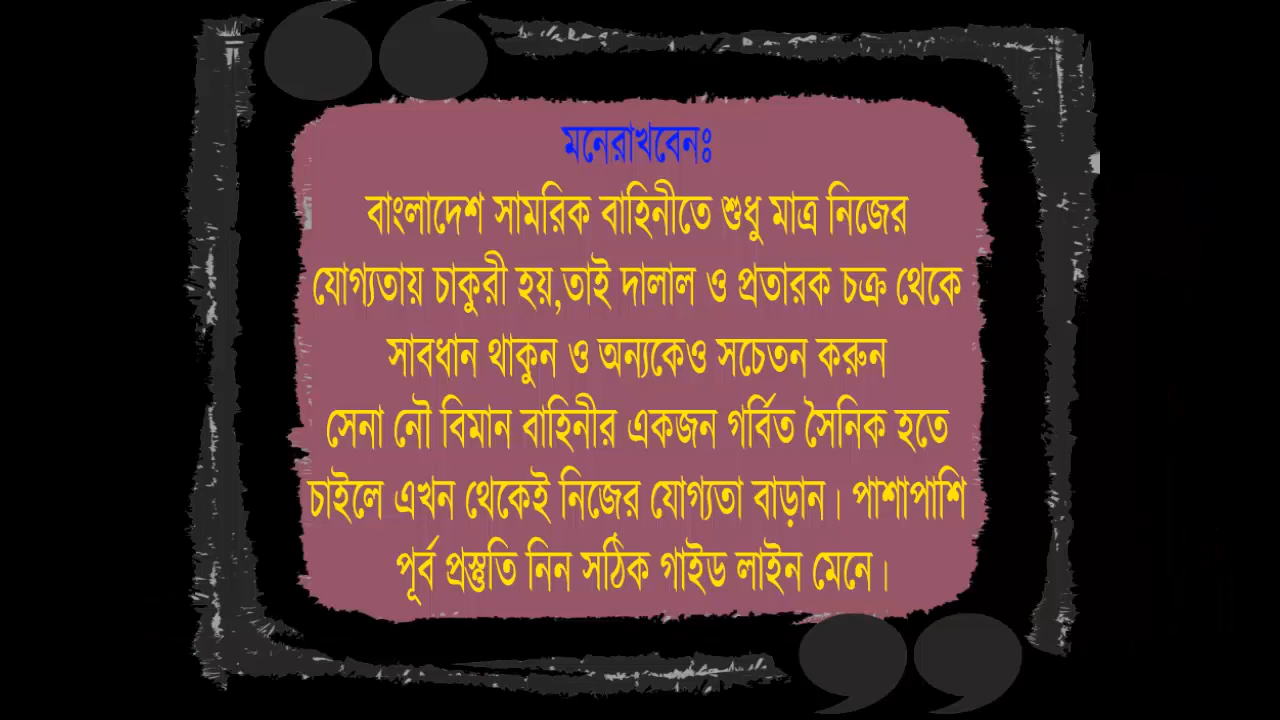 মনেরাখবেনঃ
বাংলাদেশ সামরিক বাহিনীতে শুধু মাত্র নিজের
যোগ্যতায় চাকুরী হয়,তাই দালাল ও প্রতারক চক্র থেকে
সাবধান থাকুন ও অন্যকেও সচেতন করুন
সেনা নৌ বিমান বাহিনীর একজন গর্বিত সৈনিক হতে
চাইলে এখন থেকেই নিজের যোগ্যতা বাড়ান। পাশাপাশি
পূর্ব প্রস্তুতি নিন সঠিক গাইড লাইন মেনে।